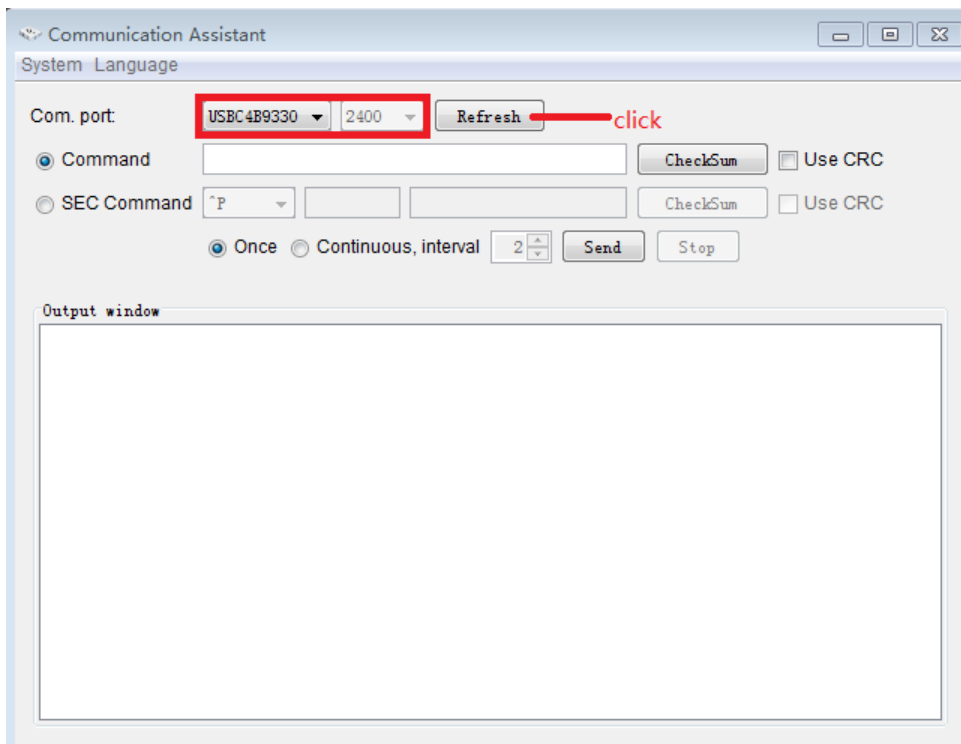 Communication Assistant
System Language
Com. port: USBC4B9330 2400 Refresh click
Command CheckSum Use CRC
SEC Command ^P CheckSum Use CRC
Once Continuous, interval 2 Send Stop
Output window